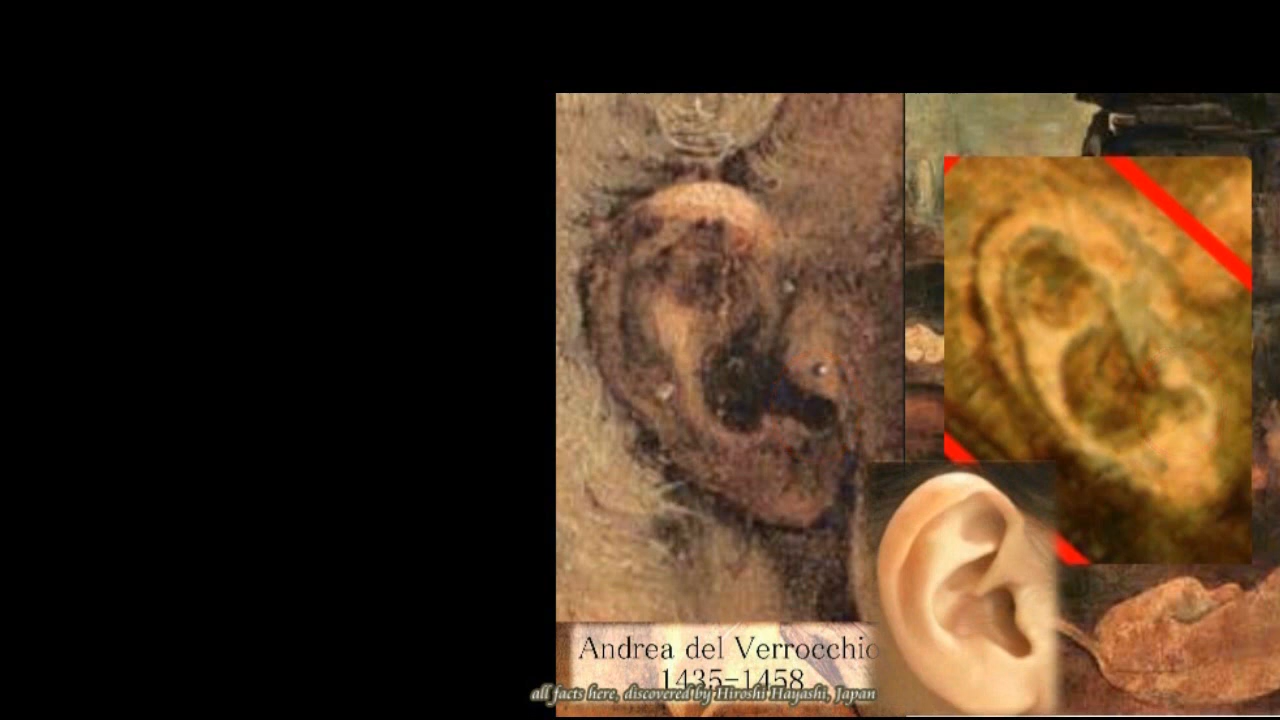 Andrea del Verrocchio
1435-1458
all facts here, discovered by Hiroshi Hayashi, Japan